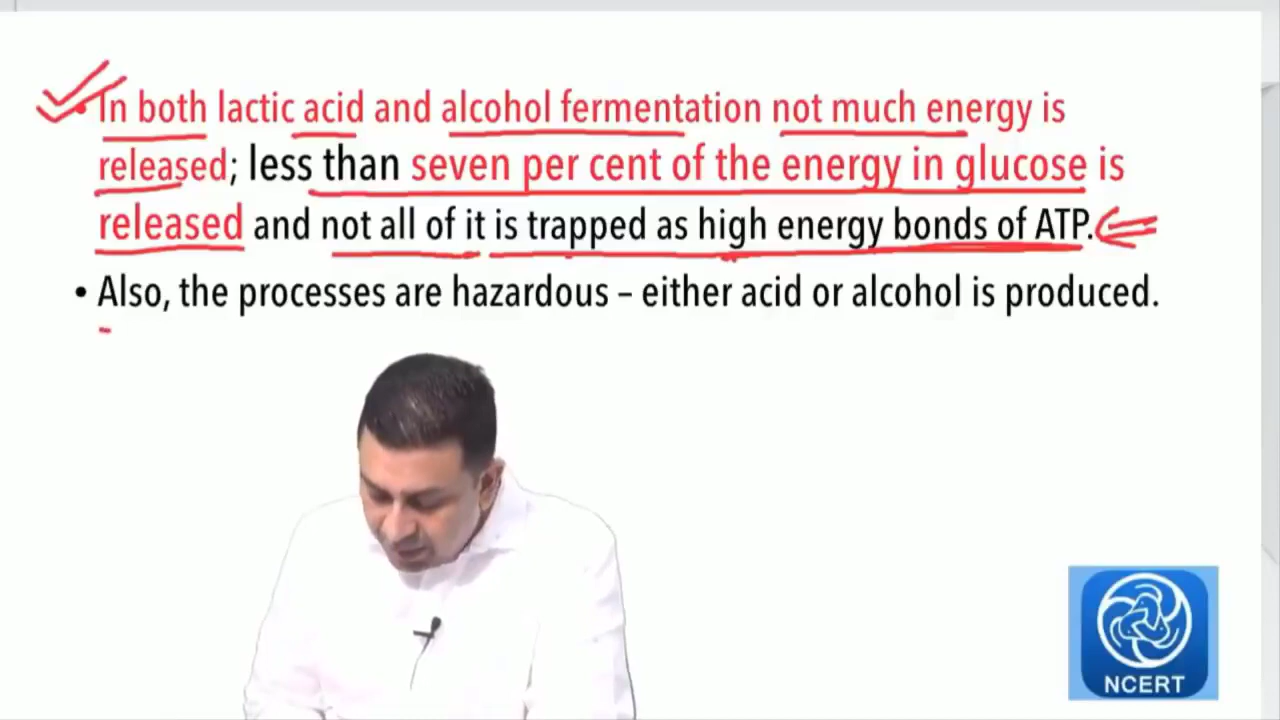 • In both lactic acid and alcohol fermentation not much energy is
released; less than seven per cent of the energy in glucose is
released and not all of it is trapped as high energy bonds of ATP.
• Also, the processes are hazardous – either acid or alcohol is produced.
NCERT